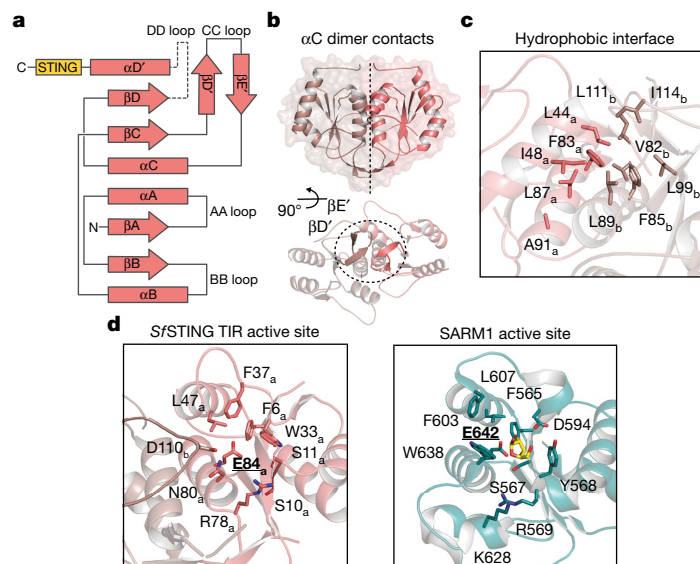 a
DD loop
CC loop
C
STING
αD′
βD
βD′
βE′
βC
αC
αA
AA loop
N
βA
βB
BB loop
αB
b
αC dimer contacts
90°
βE′
βD′
c
Hydrophobic interface
L111b
I114b
L44a
F83a
V82b
I48a
L99b
L87a
L89b
F85b
A91a
d
SfSTING TIR active site
F37a
L47a
F6a
W33a
D110b
E84a
S11a
N80a
S10a
R78a
SARM1 active site
L607
F565
F603
E642
D594
W638
S567
Y568
R569
K628